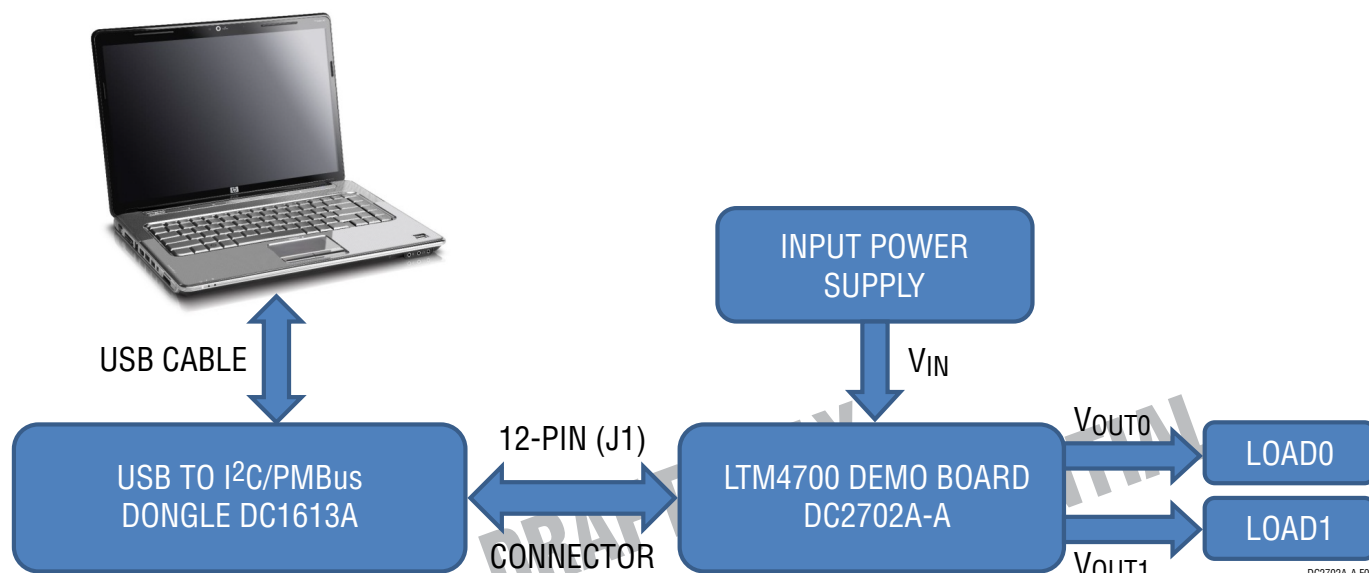 INPUT POWER
SUPPLY
USB CABLE
VIN
12-PIN (J1)
VOUT0
USB TO I2C/PMBus
DONGLE DC1613A
LTM4700 DEMO BOARD
DC2702A-A
LOAD0
LOAD1
CONNECTOR
VOUT1